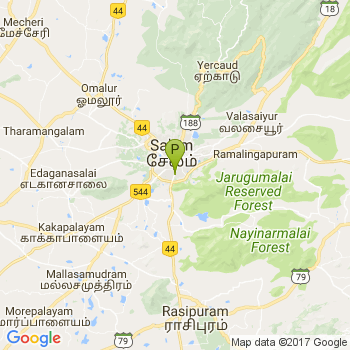 Mecheri
மேச்சேரி
44
18
Yercaud
ஏற்காடு
Omalur
ஓமலூர்
Valasaiyur
வலசையூர்
188
44
Tharamangalam
Salem
சேலம்
P
Ramalingapuram
Edaganasalai
எடகானசாலை
544
Jarugumalai
Reserved
Forest
Kakapalayam
காக்காபாளையம்
Nayinarmalai
Forest
44
79
Mallasamudram
மல்லசமுத்திரம்
Morepalayam
மார்ப்பாளையம்
Rasipuram
ராசிபுரம்
79
Google
Map data ©2017 Google